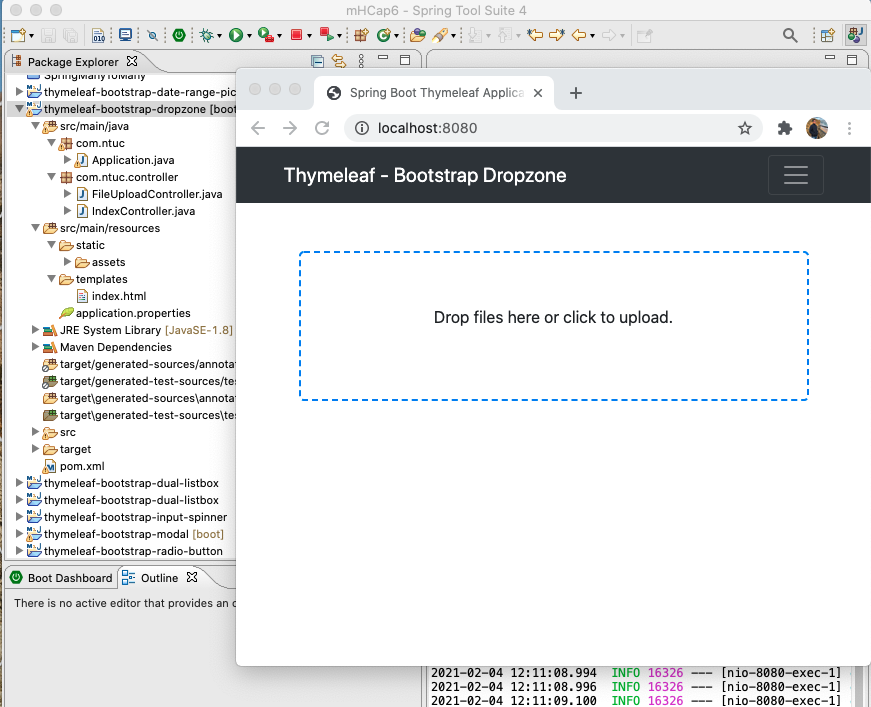 mHCap6 - Spring Tool Suite 4
Package Explorer
SpringManyToMany
thymeleaf-bootstrap-date-range-pic
thymeleaf-bootstrap-dropzone [boot
src/main/java
com.ntuc
Application.java
com.ntuc.controller
FileUploadController.java
IndexController.java
src/main/resources
static
assets
templates
index.html
application.properties
JRE System Library [JavaSE-1.8]
Maven Dependencies
target/generated-sources/annotat
target/generated-test-sources/te
target\generated-sources\annotat
target\generated-test-sources\tes
src
target
pom.xml
thymeleaf-bootstrap-dual-listbox
thymeleaf-bootstrap-dual-listbox
thymeleaf-bootstrap-input-spinner
thymeleaf-bootstrap-modal [boot]
thymeleaf-bootstrap-radio-button
Boot Dashboard
Outline
There is no active editor that provides an o
Spring Boot Thymeleaf Applica
localhost:8080
Thymeleaf - Bootstrap Dropzone
Drop files here or click to upload.
2021-02-04 12:11:08.994 INFO 16326 --- [nio-8080-exec-1]
2021-02-04 12:11:08.996 INFO 16326 --- [nio-8080-exec-1]
2021-02-04 12:11:09.100 INFO 16326 --- [nio-8080-exec-1]